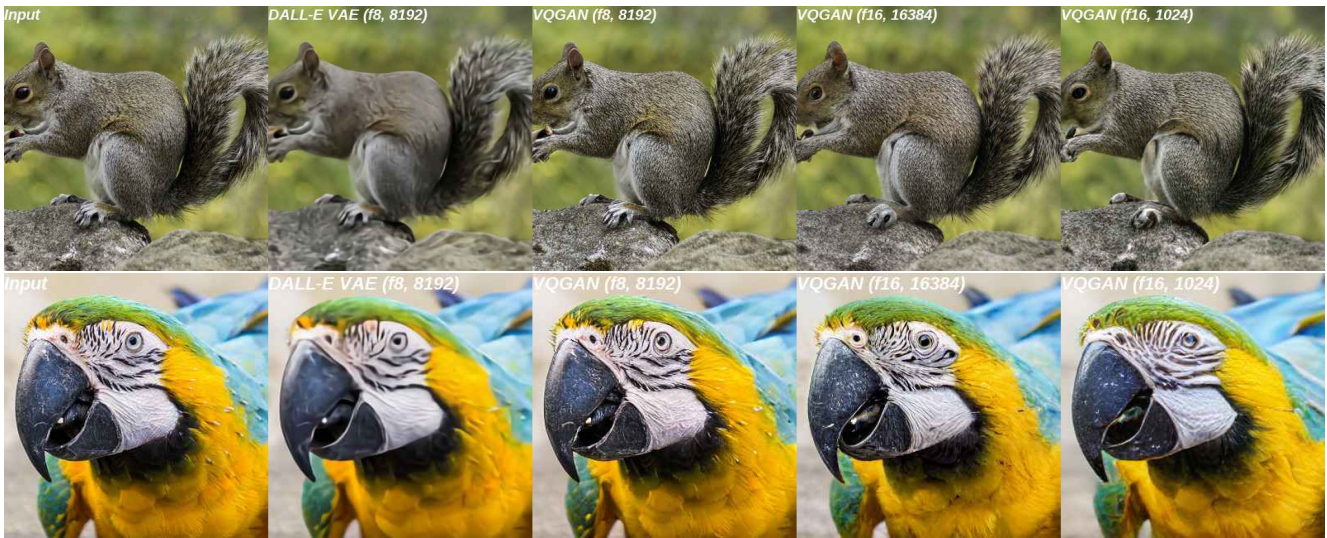 Input
DALL-E VAE (f8, 8192)
VQGAN (f8, 8192)
VQGAN (f16, 16384)
VQGAN (f16, 1024)
Input
DALL-E VAE (f8, 8192)
VQGAN (f8, 8192)
VQGAN (f16, 16384)
VQGAN (f16, 1024)